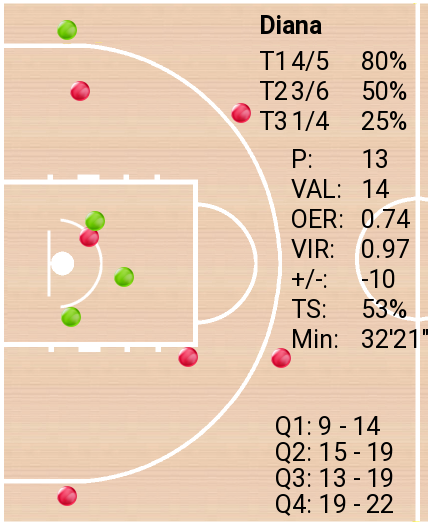 Diana
T1 4/5 80%
T2 3/6 50%
T3 1/4 25%
P: 13
VAL: 14
OER: 0.74
VIR: 0.97
+/-: -10
TS: 53%
Min: 32'21"
Q1: 9 - 14
Q2: 15 - 19
Q3: 13 - 19
Q4: 19 - 22